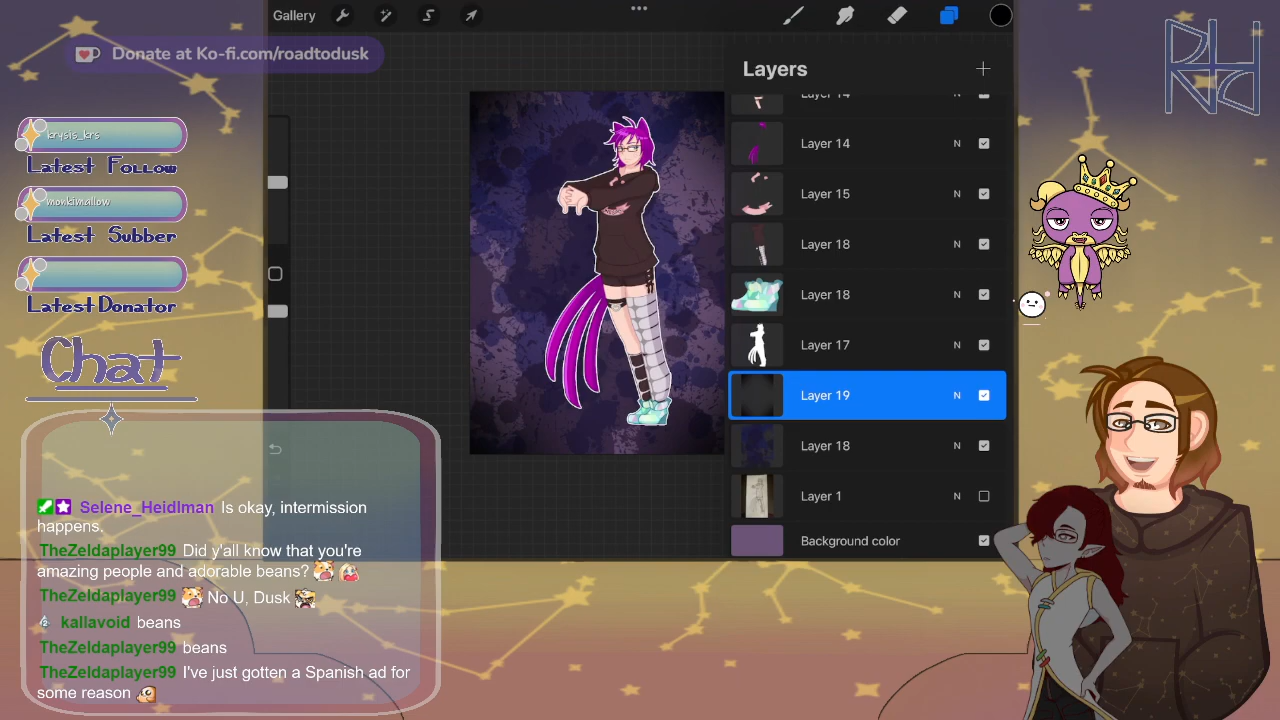 Gallery
Donate at Ko-fi.com/roadtodusk
Layers
Layer 14
N
Layer 14
N
Layer 15
N
Layer 18
N
Layer 18
N
Layer 17
N
Layer 19
N
Layer 18
N
Layer 1
N
Background color
krysis_krs
Latest Follow
monkimallow
Latest Subber
Latest Donator
Chat
Selene_Heidlman Is okay, intermission
happens.
TheZeldaplayer99 Did y'all know that you're
amazing people and adorable beans?
TheZeldaplayer99 No U, Dusk
kallavoid beans
TheZeldaplayer99 beans
TheZeldaplayer99 I've just gotten a Spanish ad for
some reason